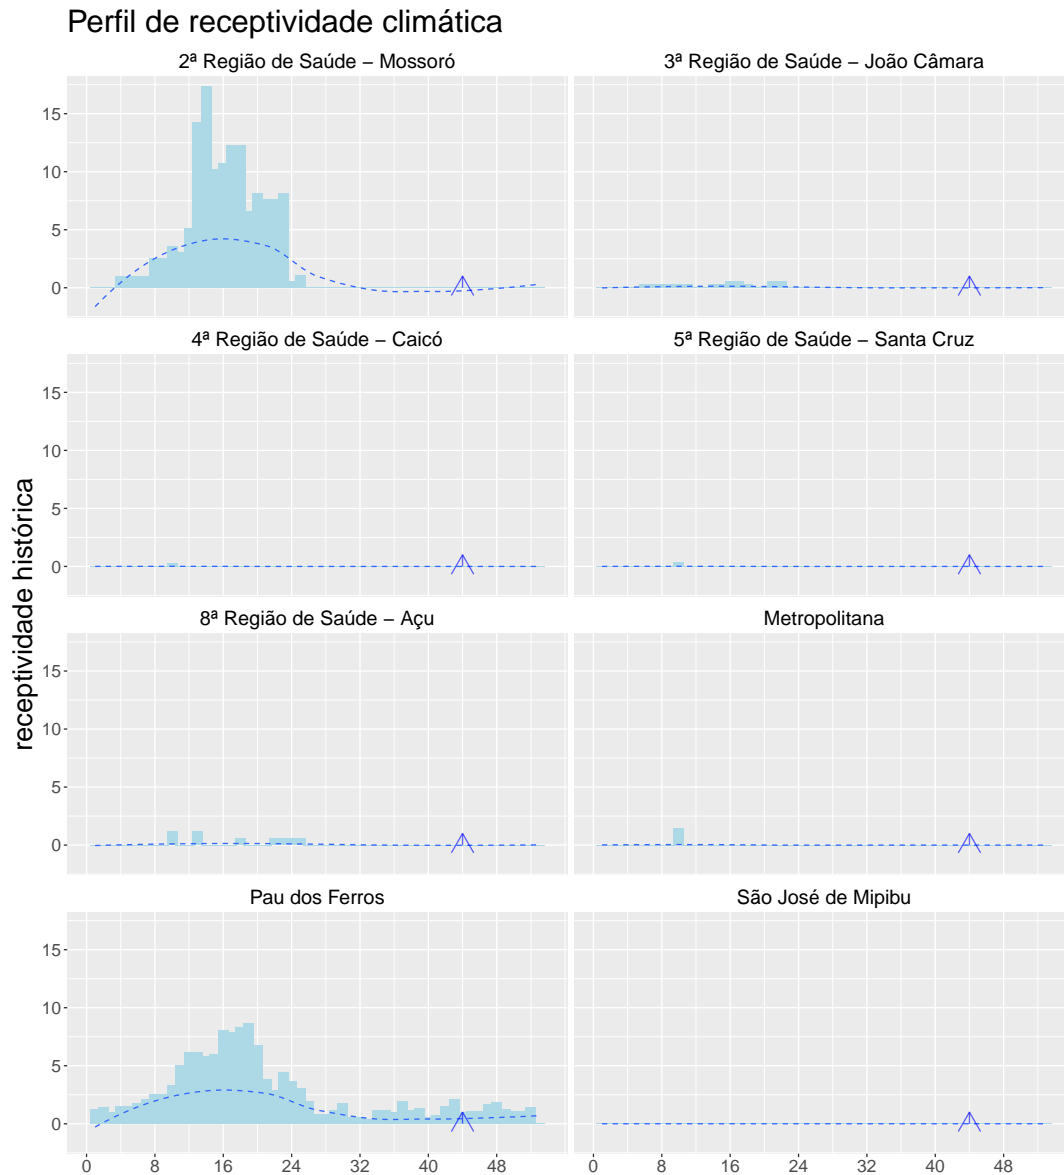 Perfil de receptividade climática
2ª Região de Saúde − Mossoró
3ª Região de Saúde − João Câmara
15
10
5
0
4ª Região de Saúde − Caicó
5ª Região de Saúde − Santa Cruz
15
10
5
0
receptividade histórica
8ª Região de Saúde − Açu
Metropolitana
15
10
5
0
Pau dos Ferros
São José de Mipibu
15
10
5
0
0 8 16 24 32 40 48
0 8 16 24 32 40 48